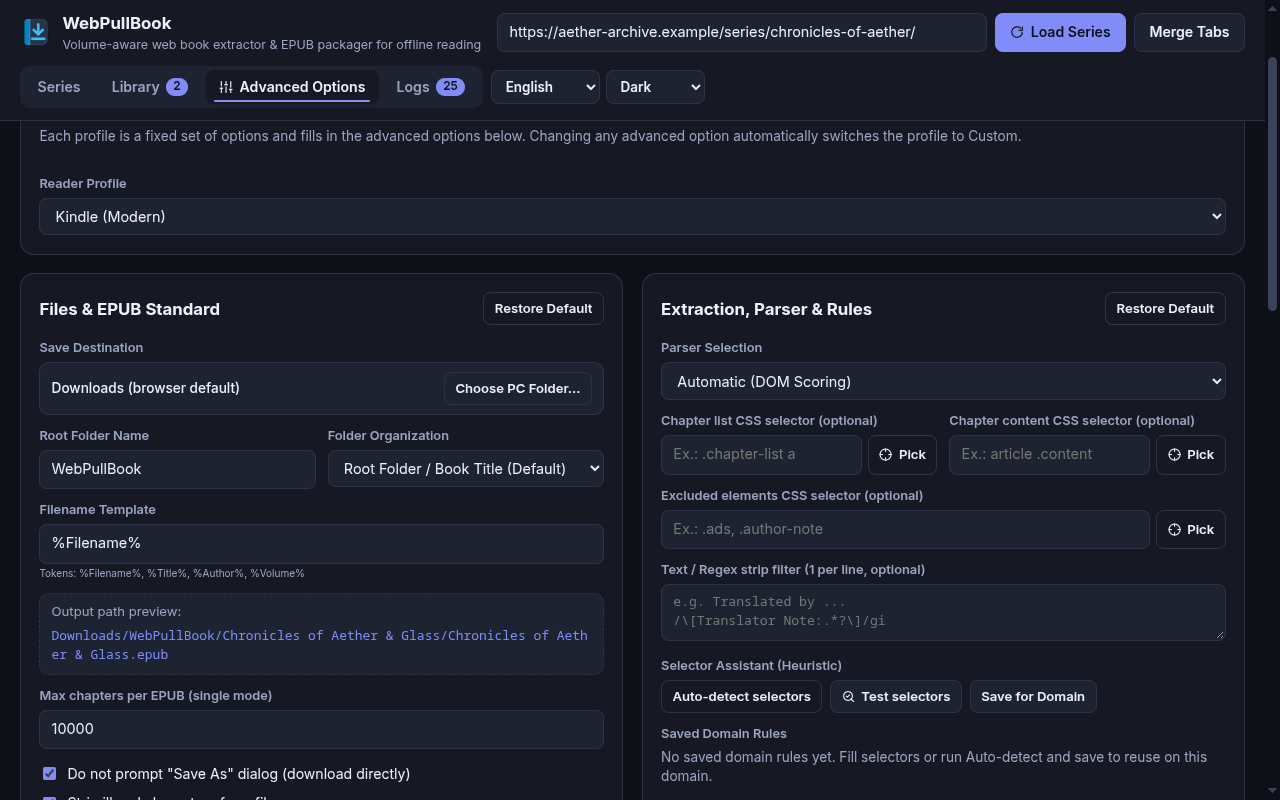 WebPullBook
Volume-aware web book extractor & EPUB packager for offline reading
https://aether-archive.example/series/chronicles-of-aether/
Load Series
Merge Tabs
Series
Library 2
Advanced Options
Logs 25
English
Dark
Each profile is a fixed set of options and fills in the advanced options below. Changing any advanced option automatically switches the profile to Custom.
Reader Profile
Kindle (Modern)
Files & EPUB Standard
Restore Default
Save Destination
Downloads (browser default)
Choose PC Folder...
Root Folder Name
Folder Organization
WebPullBook
Root Folder / Book Title (Default)
Filename Template
%Filename%
Tokens: %Filename%, %Title%, %Author%, %Volume%
Output path preview:
Downloads/WebPullBook/Chronicles of Aether & Glass/Chronicles of Aeth
er & Glass.epub
Max chapters per EPUB (single mode)
10000
Do not prompt "Save As" dialog (download directly)
Extraction, Parser & Rules
Restore Default
Parser Selection
Automatic (DOM Scoring)
Chapter list CSS selector (optional)
Chapter content CSS selector (optional)
Ex.: .chapter-list a
Pick
Ex.: article .content
Pick
Excluded elements CSS selector (optional)
Ex.: .ads, .author-note
Pick
Text / Regex strip filter (1 per line, optional)
e.g. Translated by ...
/\[Translator Note:.*?\]/gi
Selector Assistant (Heuristic)
Auto-detect selectors
Test selectors
Save for Domain
Saved Domain Rules
No saved domain rules yet. Fill selectors or run Auto-detect and save to reuse on this
domain.